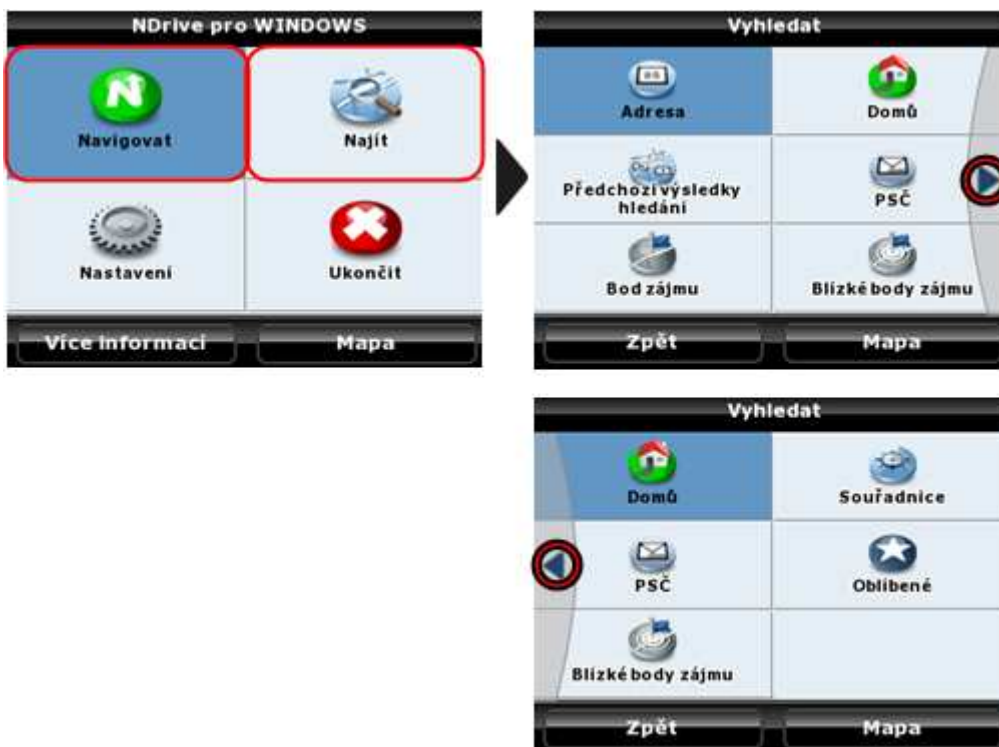 NDrive pro WINDOWS
Navigovat
Najít
Nastavení
Ukončit
Více informací
Mapa
Vyhledat
Adresa
Domů
Předchozí výsledky
hledání
PSČ
Bod zájmu
Blízké body zájmu
Zpět
Mapa
Vyhledat
Domů
Souřadnice
PSČ
Oblíbené
Blízké body zájmu
Zpět
Mapa